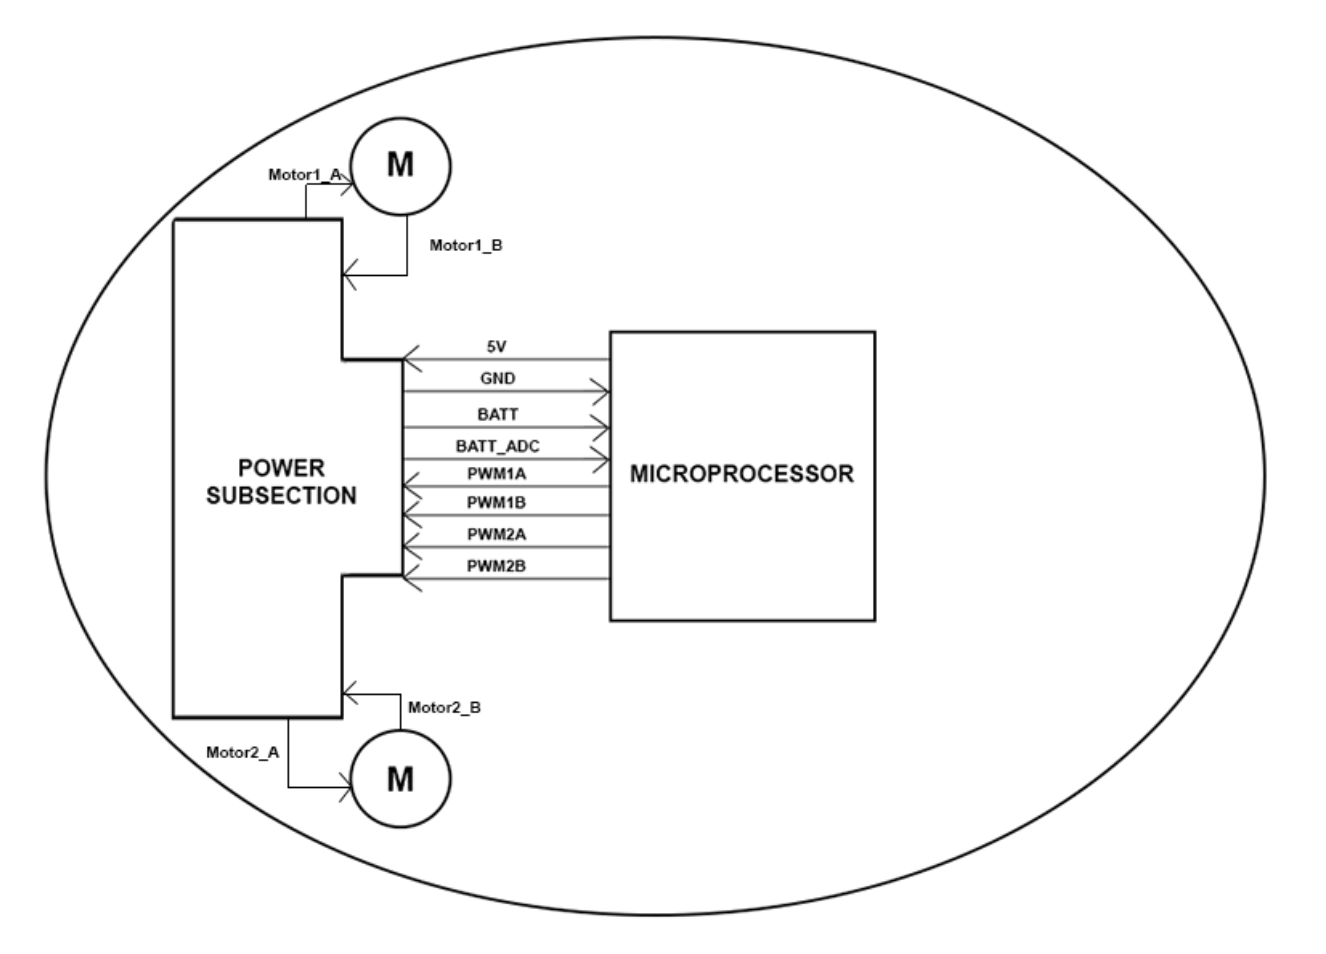 M
Motor1_A
Motor1_B
5V
GND
BATT
BATT_ADC
PWM1A
PWM1B
PWM2A
PWM2B
POWER
SUBSECTION
MICROPROCESSOR
Motor2_B
Motor2_A
M